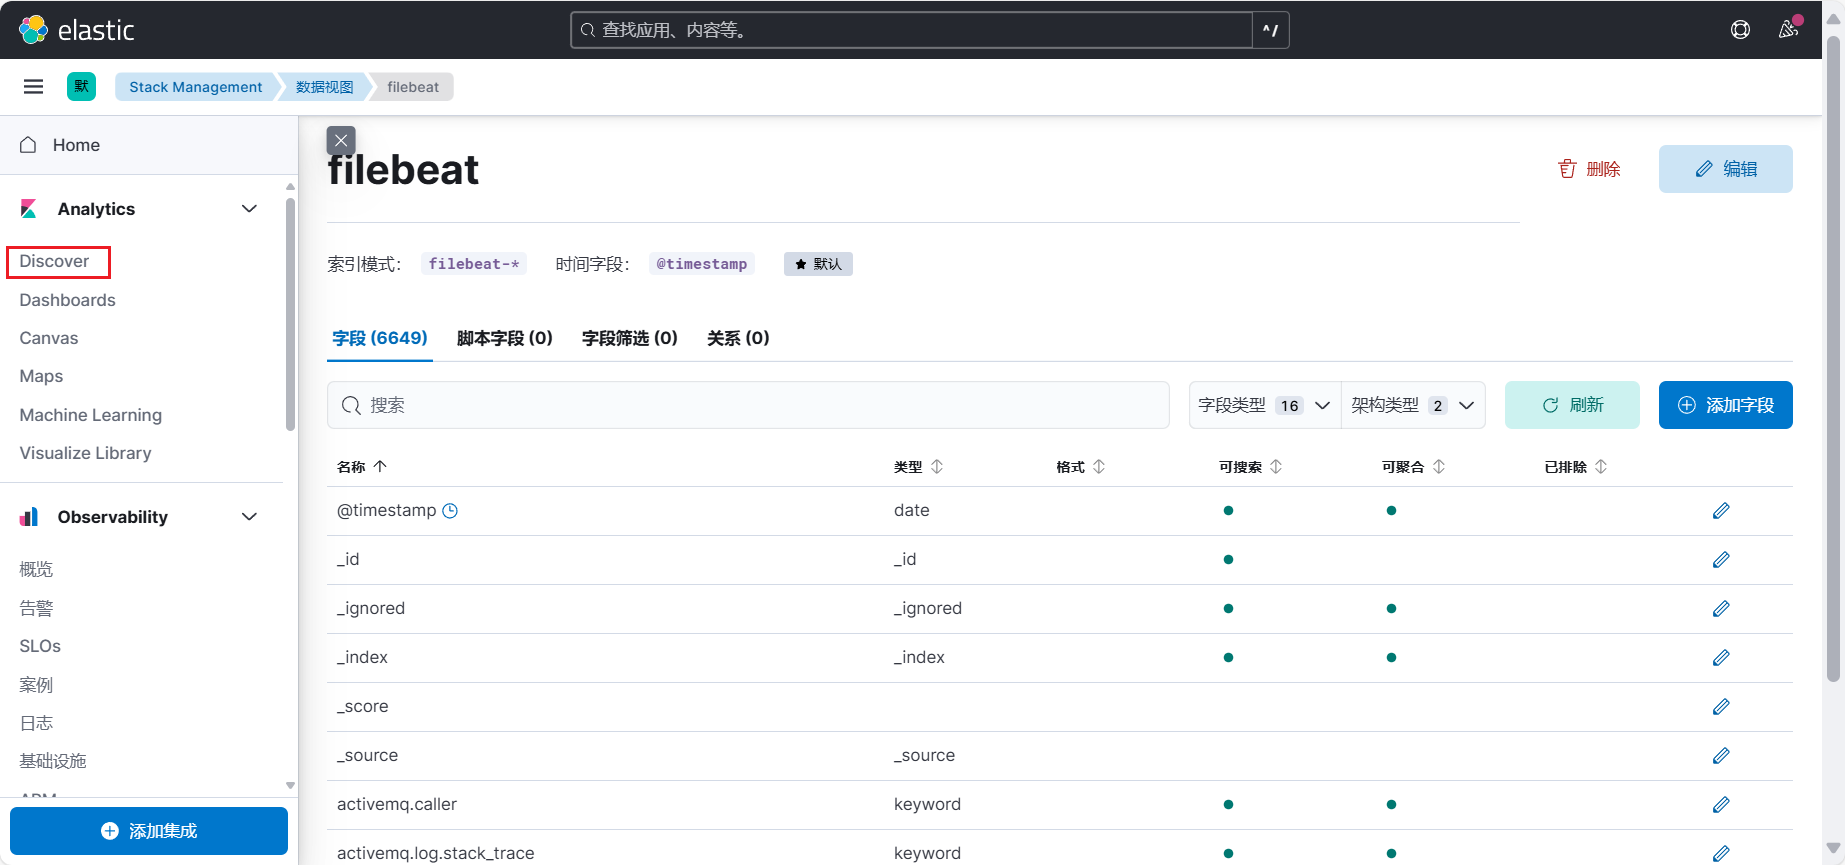 elastic
查找应用、内容等。
^/
默
Stack Management
数据视图
filebeat
Home
Analytics
Discover
Dashboards
Canvas
Maps
Machine Learning
Visualize Library
Observability
概览
告警
SLOs
案例
日志
基础设施
APM
添加集成
filebeat
删除
编辑
索引模式： filebeat-* 时间字段： @timestamp 默认
字段 (6649) 脚本字段 (0) 字段筛选 (0) 关系 (0)
搜索
字段类型 16
架构类型 2
刷新
添加字段
名称 类型 格式 可搜索 可聚合 已排除
@timestamp date
_id _id
_ignored _ignored
_index _index
_score
_source _source
activemq.caller keyword
activemq.log.stack_trace keyword